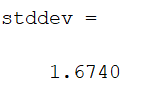 stddev =
1.6740